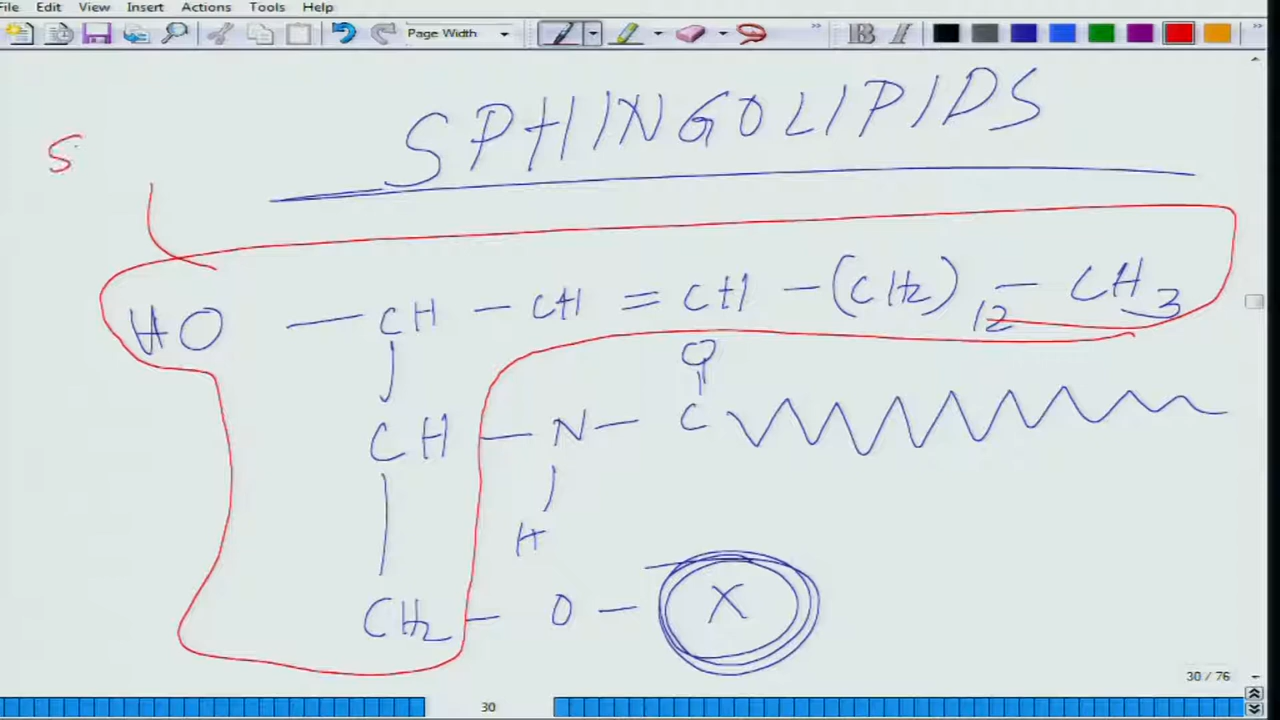 File Edit View Insert Actions Tools Help
Page Width
B I
SPHINGOLIPIDS
S
HO — CH — CH = CH — (CH2)12 — CH3
O
CH — N — C
H
CH2 — O — X
30 / 76
30